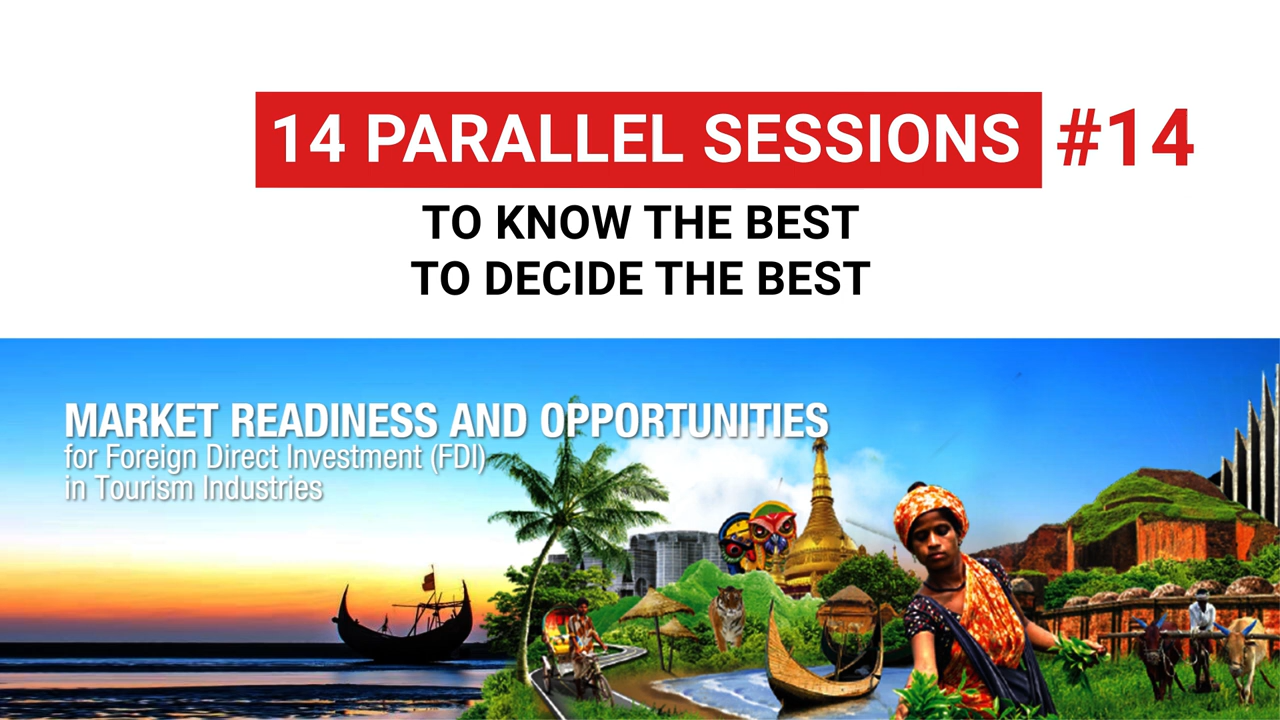 14 PARALLEL SESSIONS #14
TO KNOW THE BEST
TO DECIDE THE BEST
MARKET READINESS AND OPPORTUNITIES
for Foreign Direct Investment (FDI)
in Tourism Industries